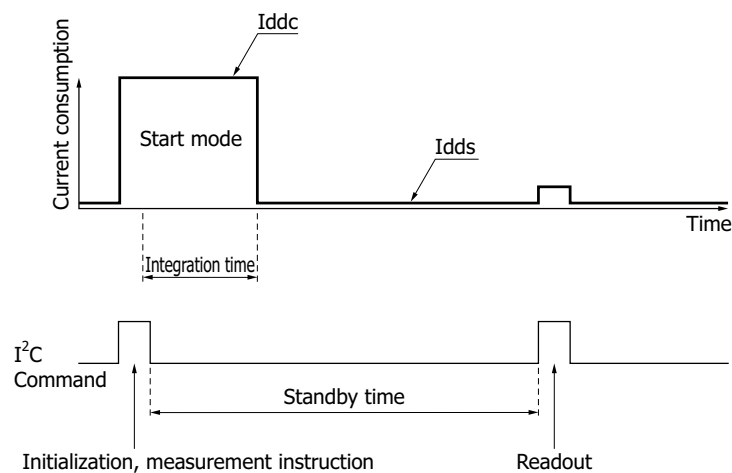 Iddc
Current consumption
Start mode
Idds
Time
Integration time
I²C
Command
Standby time
Initialization, measurement instruction
Readout